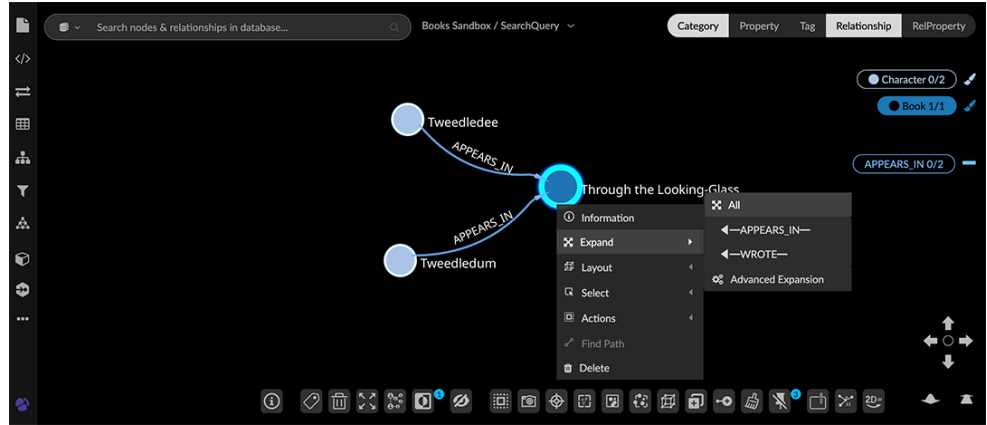 Search nodes & relationships in database...
Books Sandbox / SearchQuery
Category Property Tag Relationship RelProperty
Character 0/2
Book 1/1
APPEARS_IN 0/2
Tweedledee
APPEARS_IN
Through the Looking-Glass
APPEARS_IN
Tweedledum
Information
Expand
Layout
Select
Actions
Find Path
Delete
All
APPEARS_IN
WROTE
Advanced Expansion
1
3
2D